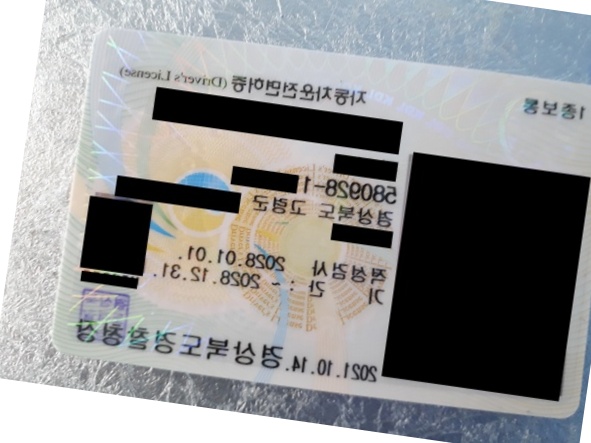 1종보통
자동차운전면허증 (Driver's License)
580928-1
경상북도 고령군
적성검사 2028.01.01.
기 간 : ~ 2028.12.31.
2021.10.14. 경상북도경찰청장